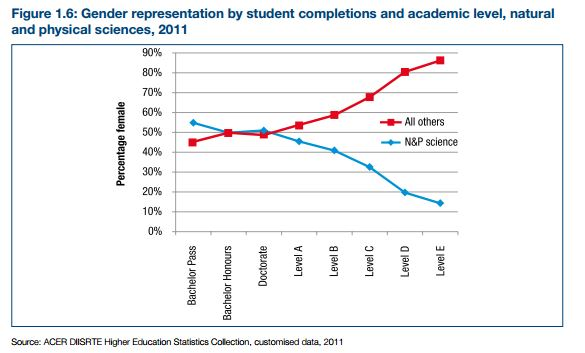 Figure 1.6: Gender representation by student completions and academic level, natural
and physical sciences, 2011
90%
80%
70%
60%
50%
40%
30%
20%
10%
0%
Percentage female
All others
N&P science
Bachelor Pass
Bachelor Honours
Doctorate
Level A
Level B
Level C
Level D
Level E
Source: ACER DIISRTE Higher Education Statistics Collection, customised data, 2011